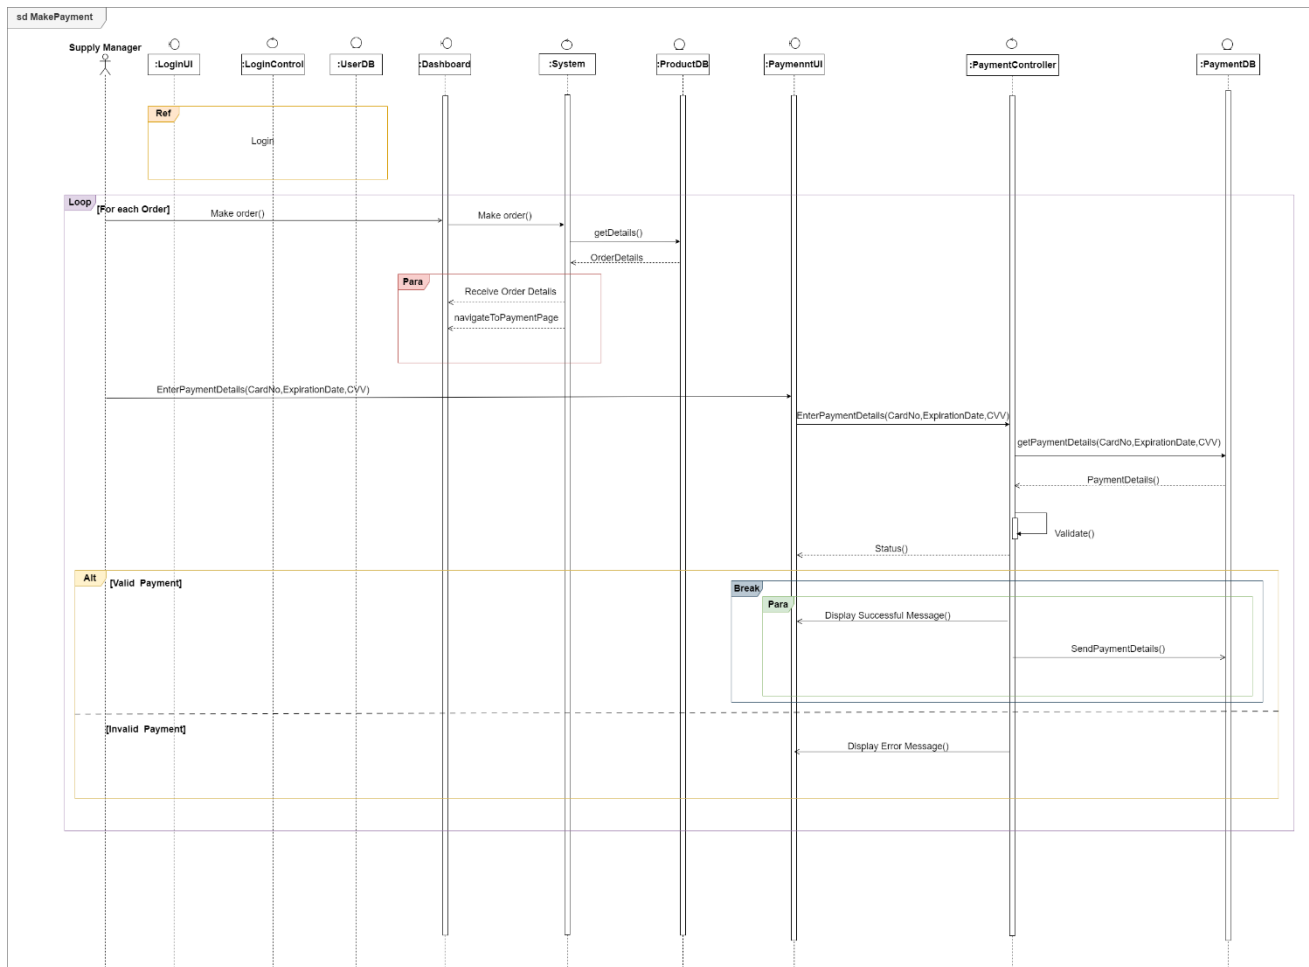 sd MakePayment
Supply Manager
:LoginUI
:LoginControl
:UserDB
:Dashboard
:System
:ProductDB
:PaymenntUI
:PaymentController
:PaymentDB
Ref
Login
Loop
[For each Order]
Make order()
Make order()
getDetails()
OrderDetails
Para
Receive Order Details
navigateToPaymentPage
EnterPaymentDetails(CardNo,ExpirationDate,CVV)
EnterPaymentDetails(CardNo,ExpirationDate,CVV)
getPaymentDetails(CardNo,ExpirationDate,CVV)
PaymentDetails()
Validate()
Status()
Alt
[Valid Payment]
Break
Para
Display Successful Message()
SendPaymentDetails()
[Invalid Payment]
Display Error Message()